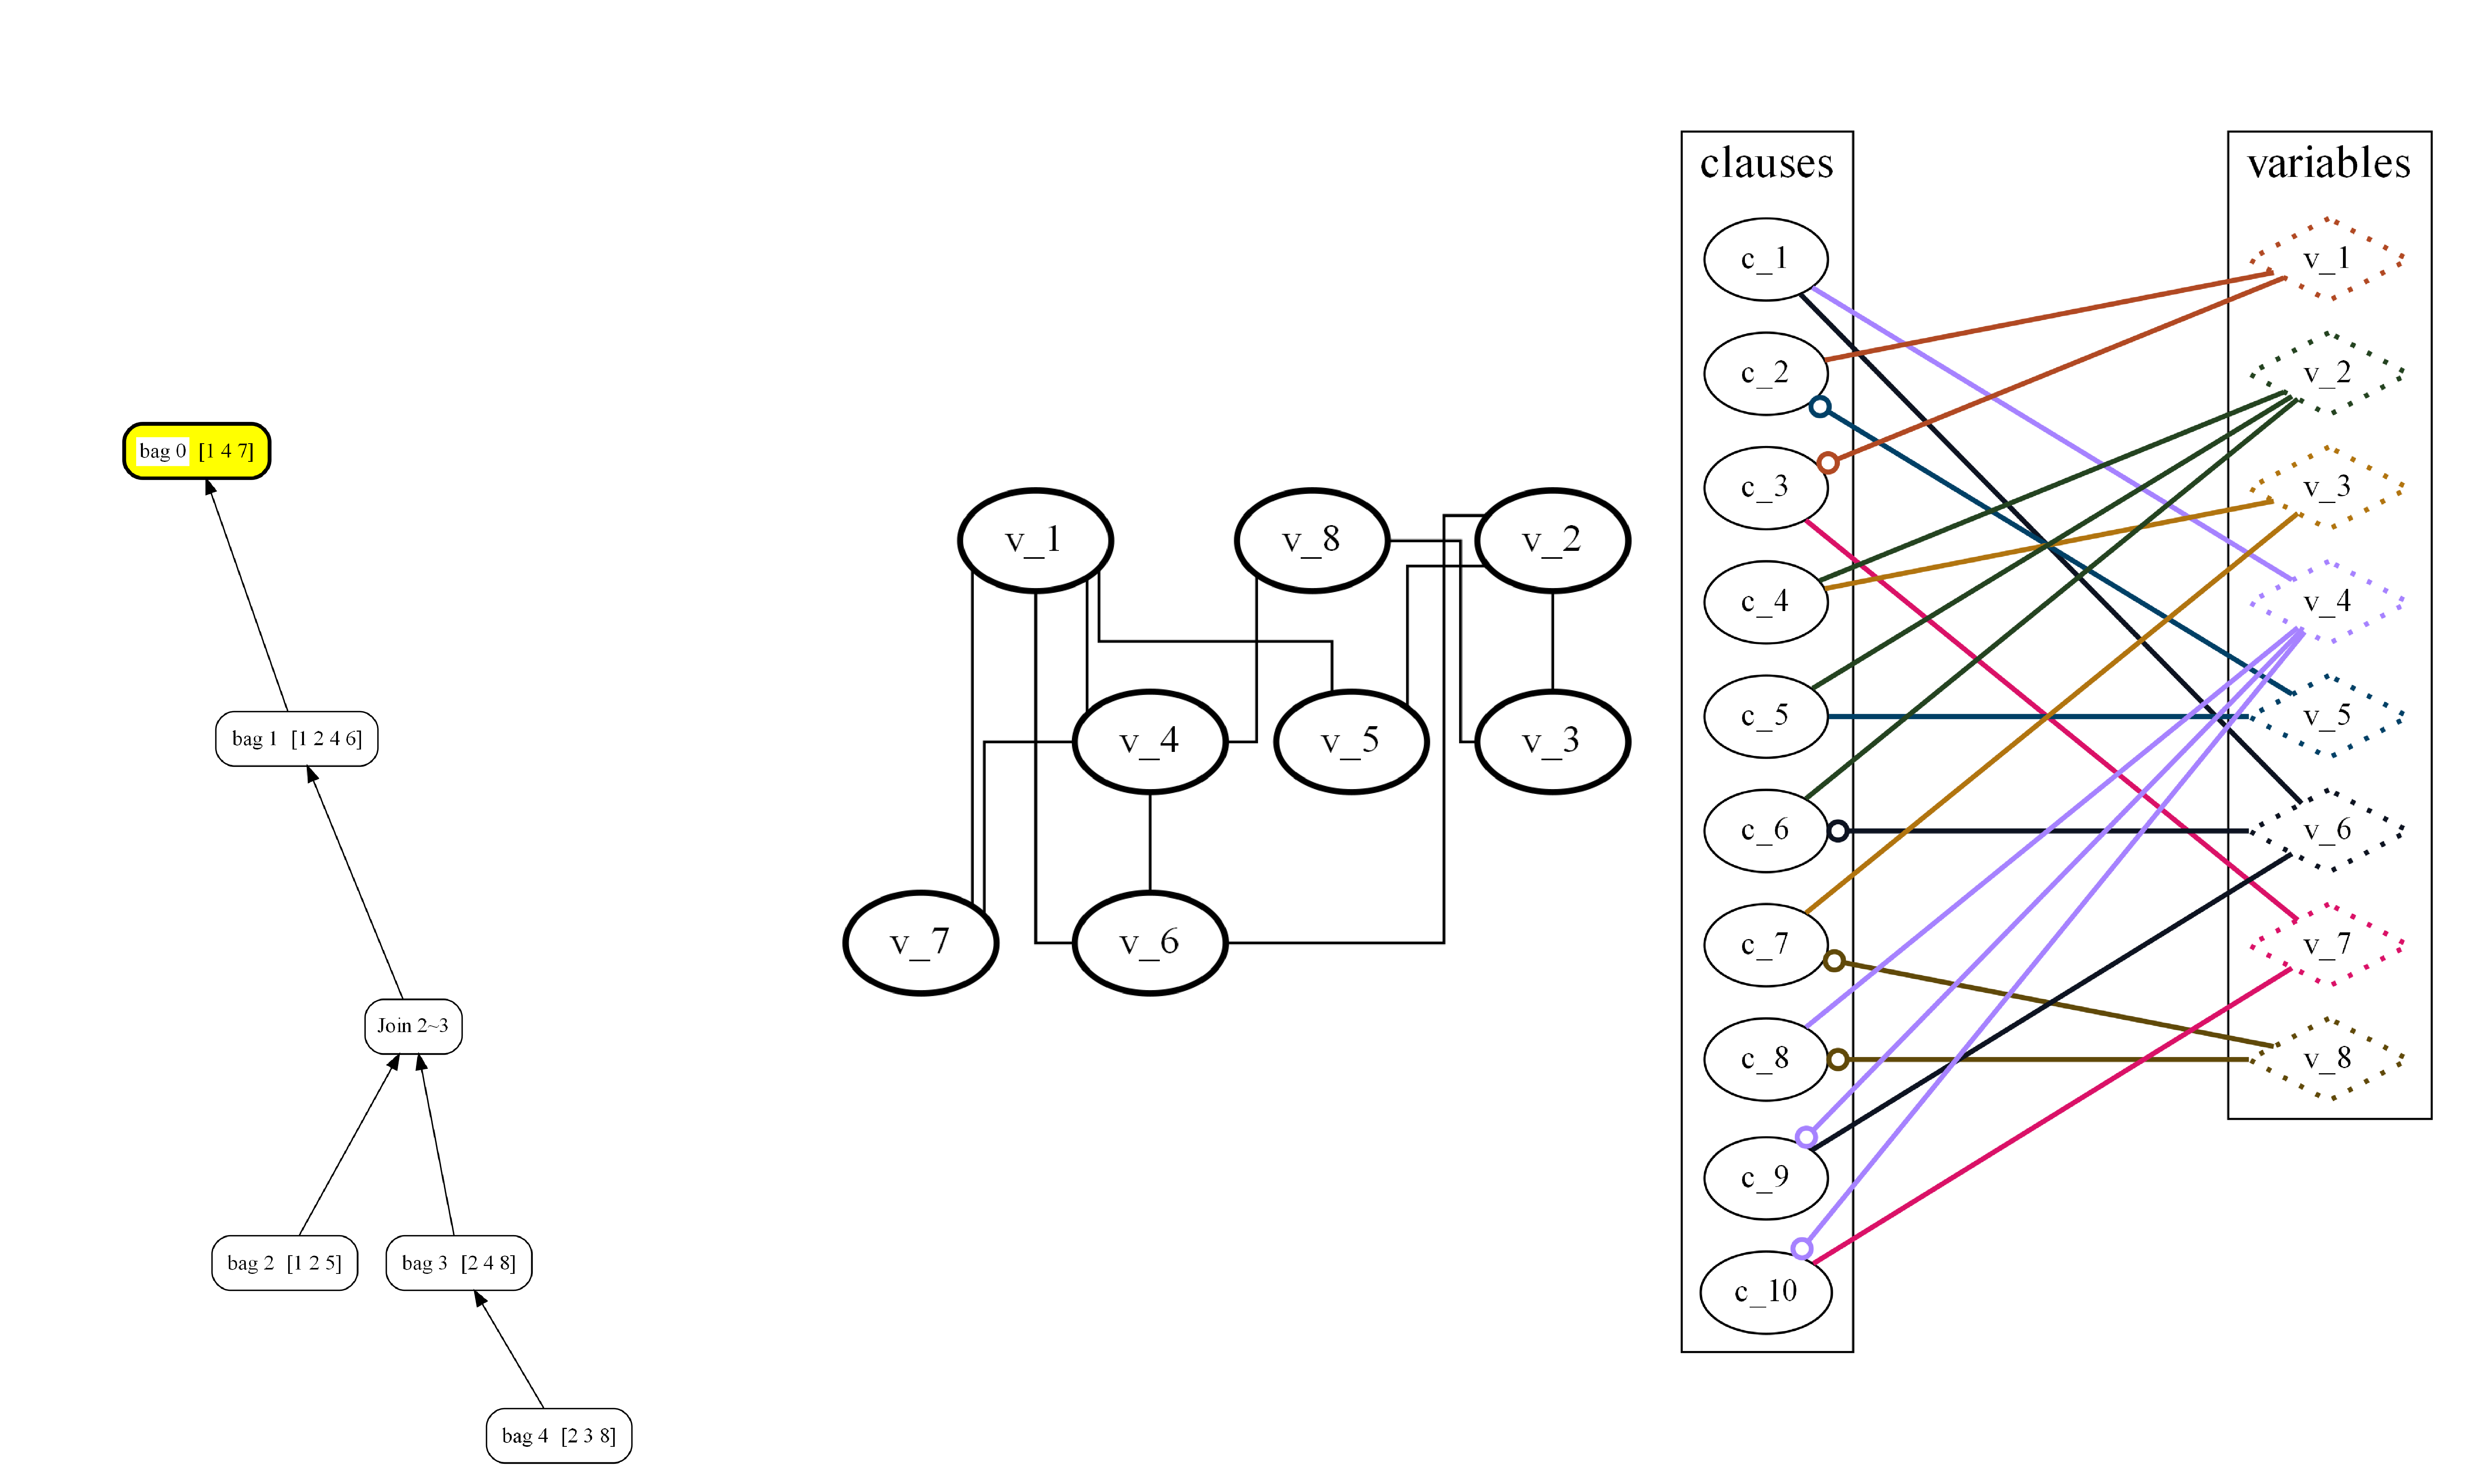 bag 0 [1 4 7]
bag 1 [1 2 4 6]
Join 2~3
bag 2 [1 2 5]
bag 3 [2 4 8]
bag 4 [2 3 8]
v_1
v_8
v_2
v_4
v_5
v_3
v_7
v_6
clauses
c_1
c_2
c_3
c_4
c_5
c_6
c_7
c_8
c_9
c_10
variables
v_1
v_2
v_3
v_4
v_5
v_6
v_7
v_8